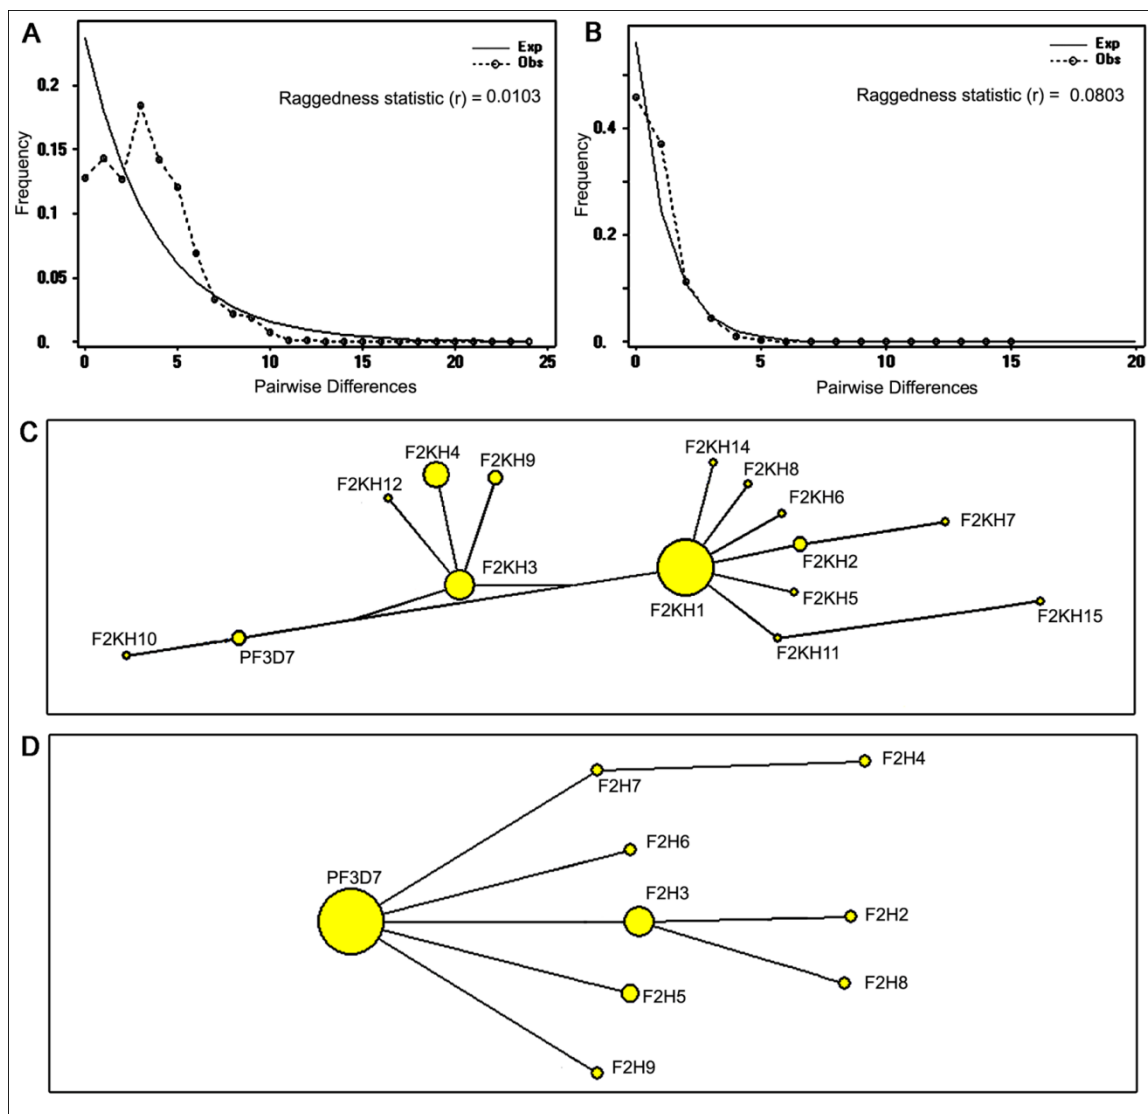 A
Exp
Obs
Raggedness statistic (r) = 0.0103
Frequency
0.2
0.15
0.1
0.05
0.
0 5 10 15 20 25
Pairwise Differences
B
Exp
Obs
Raggedness statistic (r) = 0.0803
Frequency
0.4
0.2
0.
0 5 10 15 20
Pairwise Differences
C
F2KH14
F2KH4
F2KH9
F2KH8
F2KH12
F2KH6
F2KH7
F2KH2
F2KH3
F2KH5
F2KH1
F2KH15
F2KH10
PF3D7
F2KH11
D
F2H4
F2H7
F2H6
PF3D7
F2H3
F2H2
F2H8
F2H5
F2H9